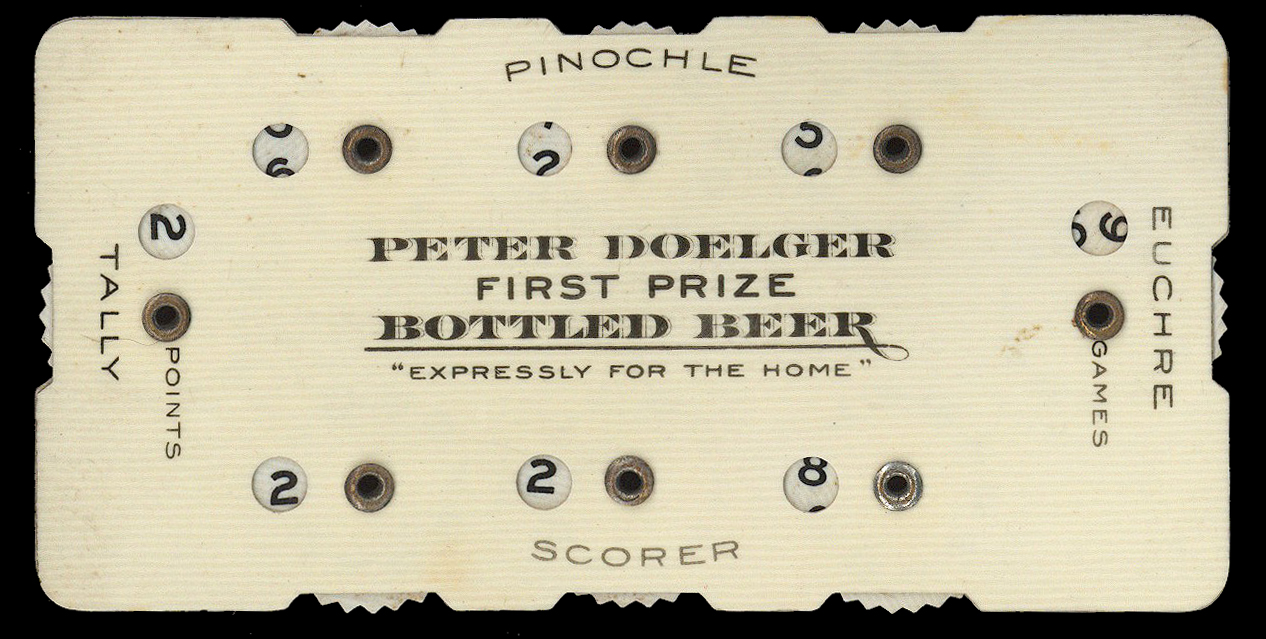 PINOCHLE
2
PETER DOELGER
FIRST PRIZE
BOTTLED BEER
"EXPRESSLY FOR THE HOME"
TALLY
POINTS
EUCHRE
GAMES
2 2 8
SCORER